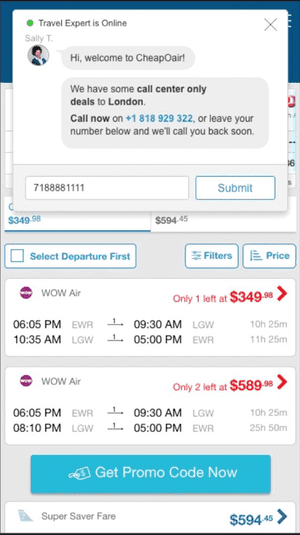 Travel Expert is Online
Sally T.
Hi, welcome to CheapOair!
We have some call center only
deals to London.
Call now on +1 818 929 322, or leave your
number below and we'll call you back soon.
7188881111
Submit
$349.98
$594.45
Select Departure First
Filters
Price
WOW Air
Only 1 left at $349.98
06:05 PM EWR 1 09:30 AM LGW 10h 25m
10:35 AM LGW 1 05:00 PM EWR 11h 25m
WOW Air
Only 2 left at $589.98
06:05 PM EWR 1 09:30 AM LGW 10h 25m
08:10 PM LGW 1 05:00 PM EWR 25h 50m
Get Promo Code Now
Super Saver Fare
$594.45